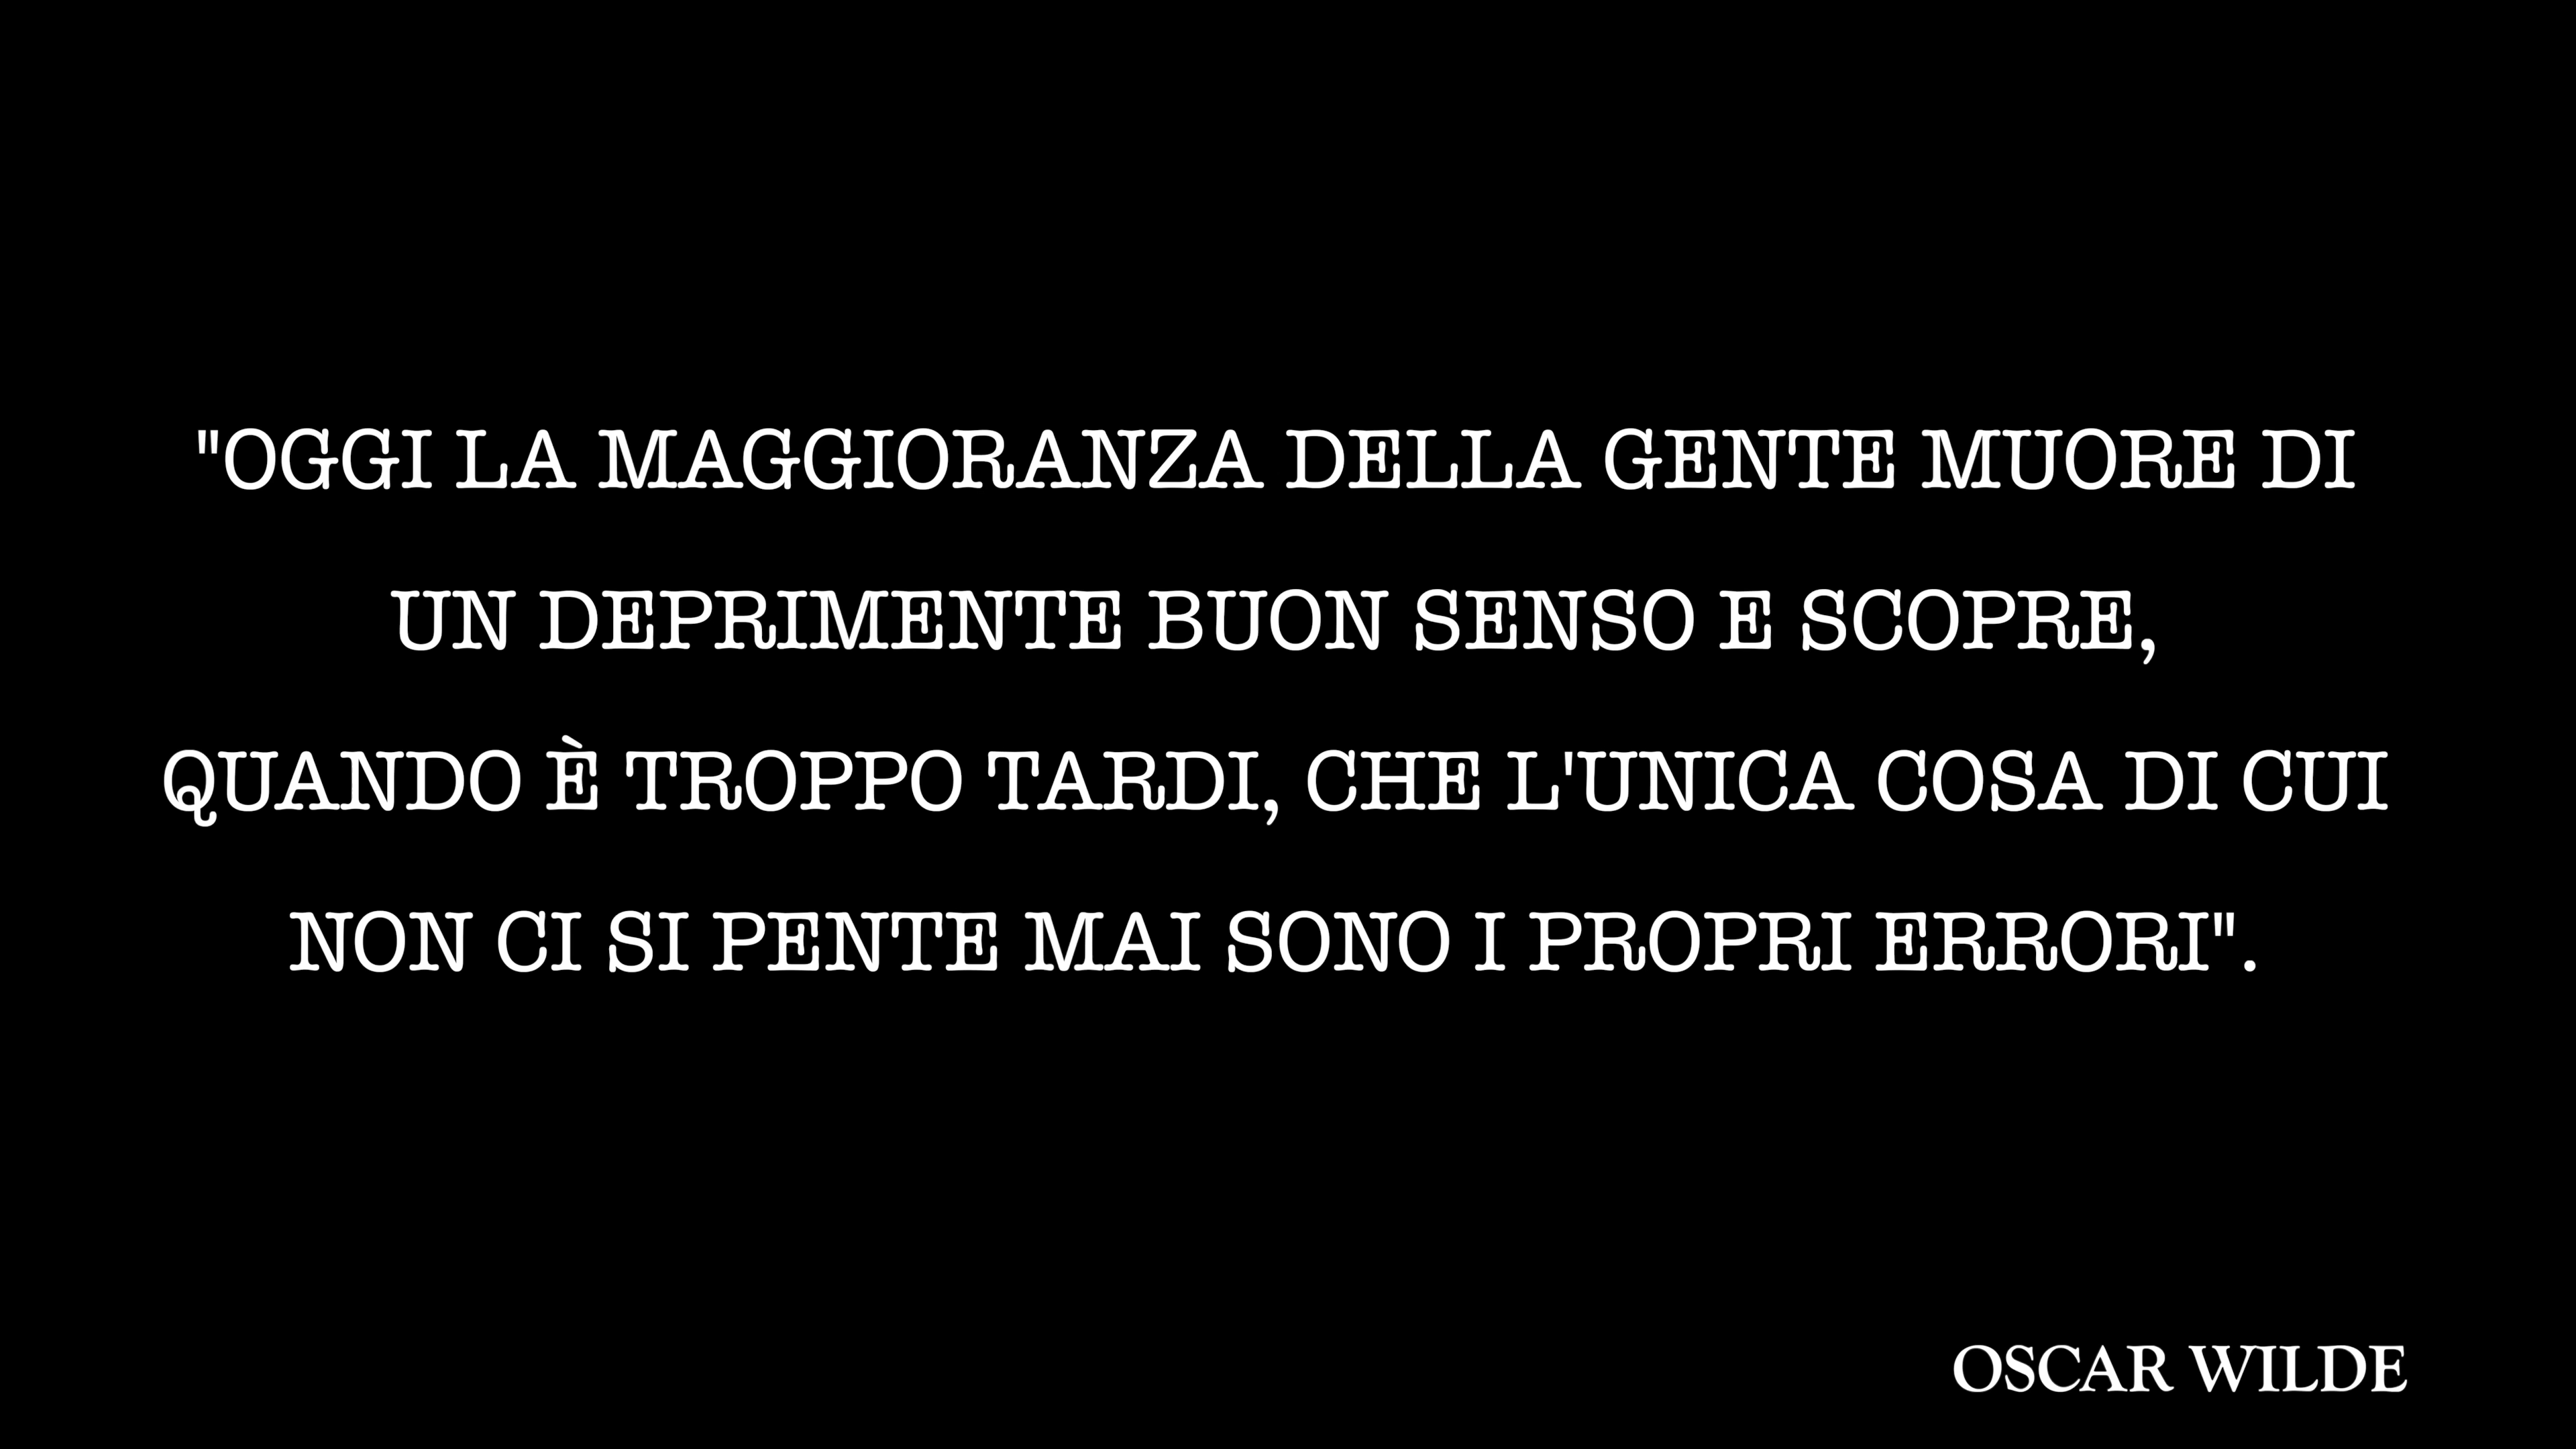 "OGGI LA MAGGIORANZA DELLA GENTE MUORE DI
UN DEPRIMENTE BUON SENSO E SCOPRE,
QUANDO È TROPPO TARDI, CHE L'UNICA COSA DI CUI
NON CI SI PENTE MAI SONO I PROPRI ERRORI".
OSCAR WILDE